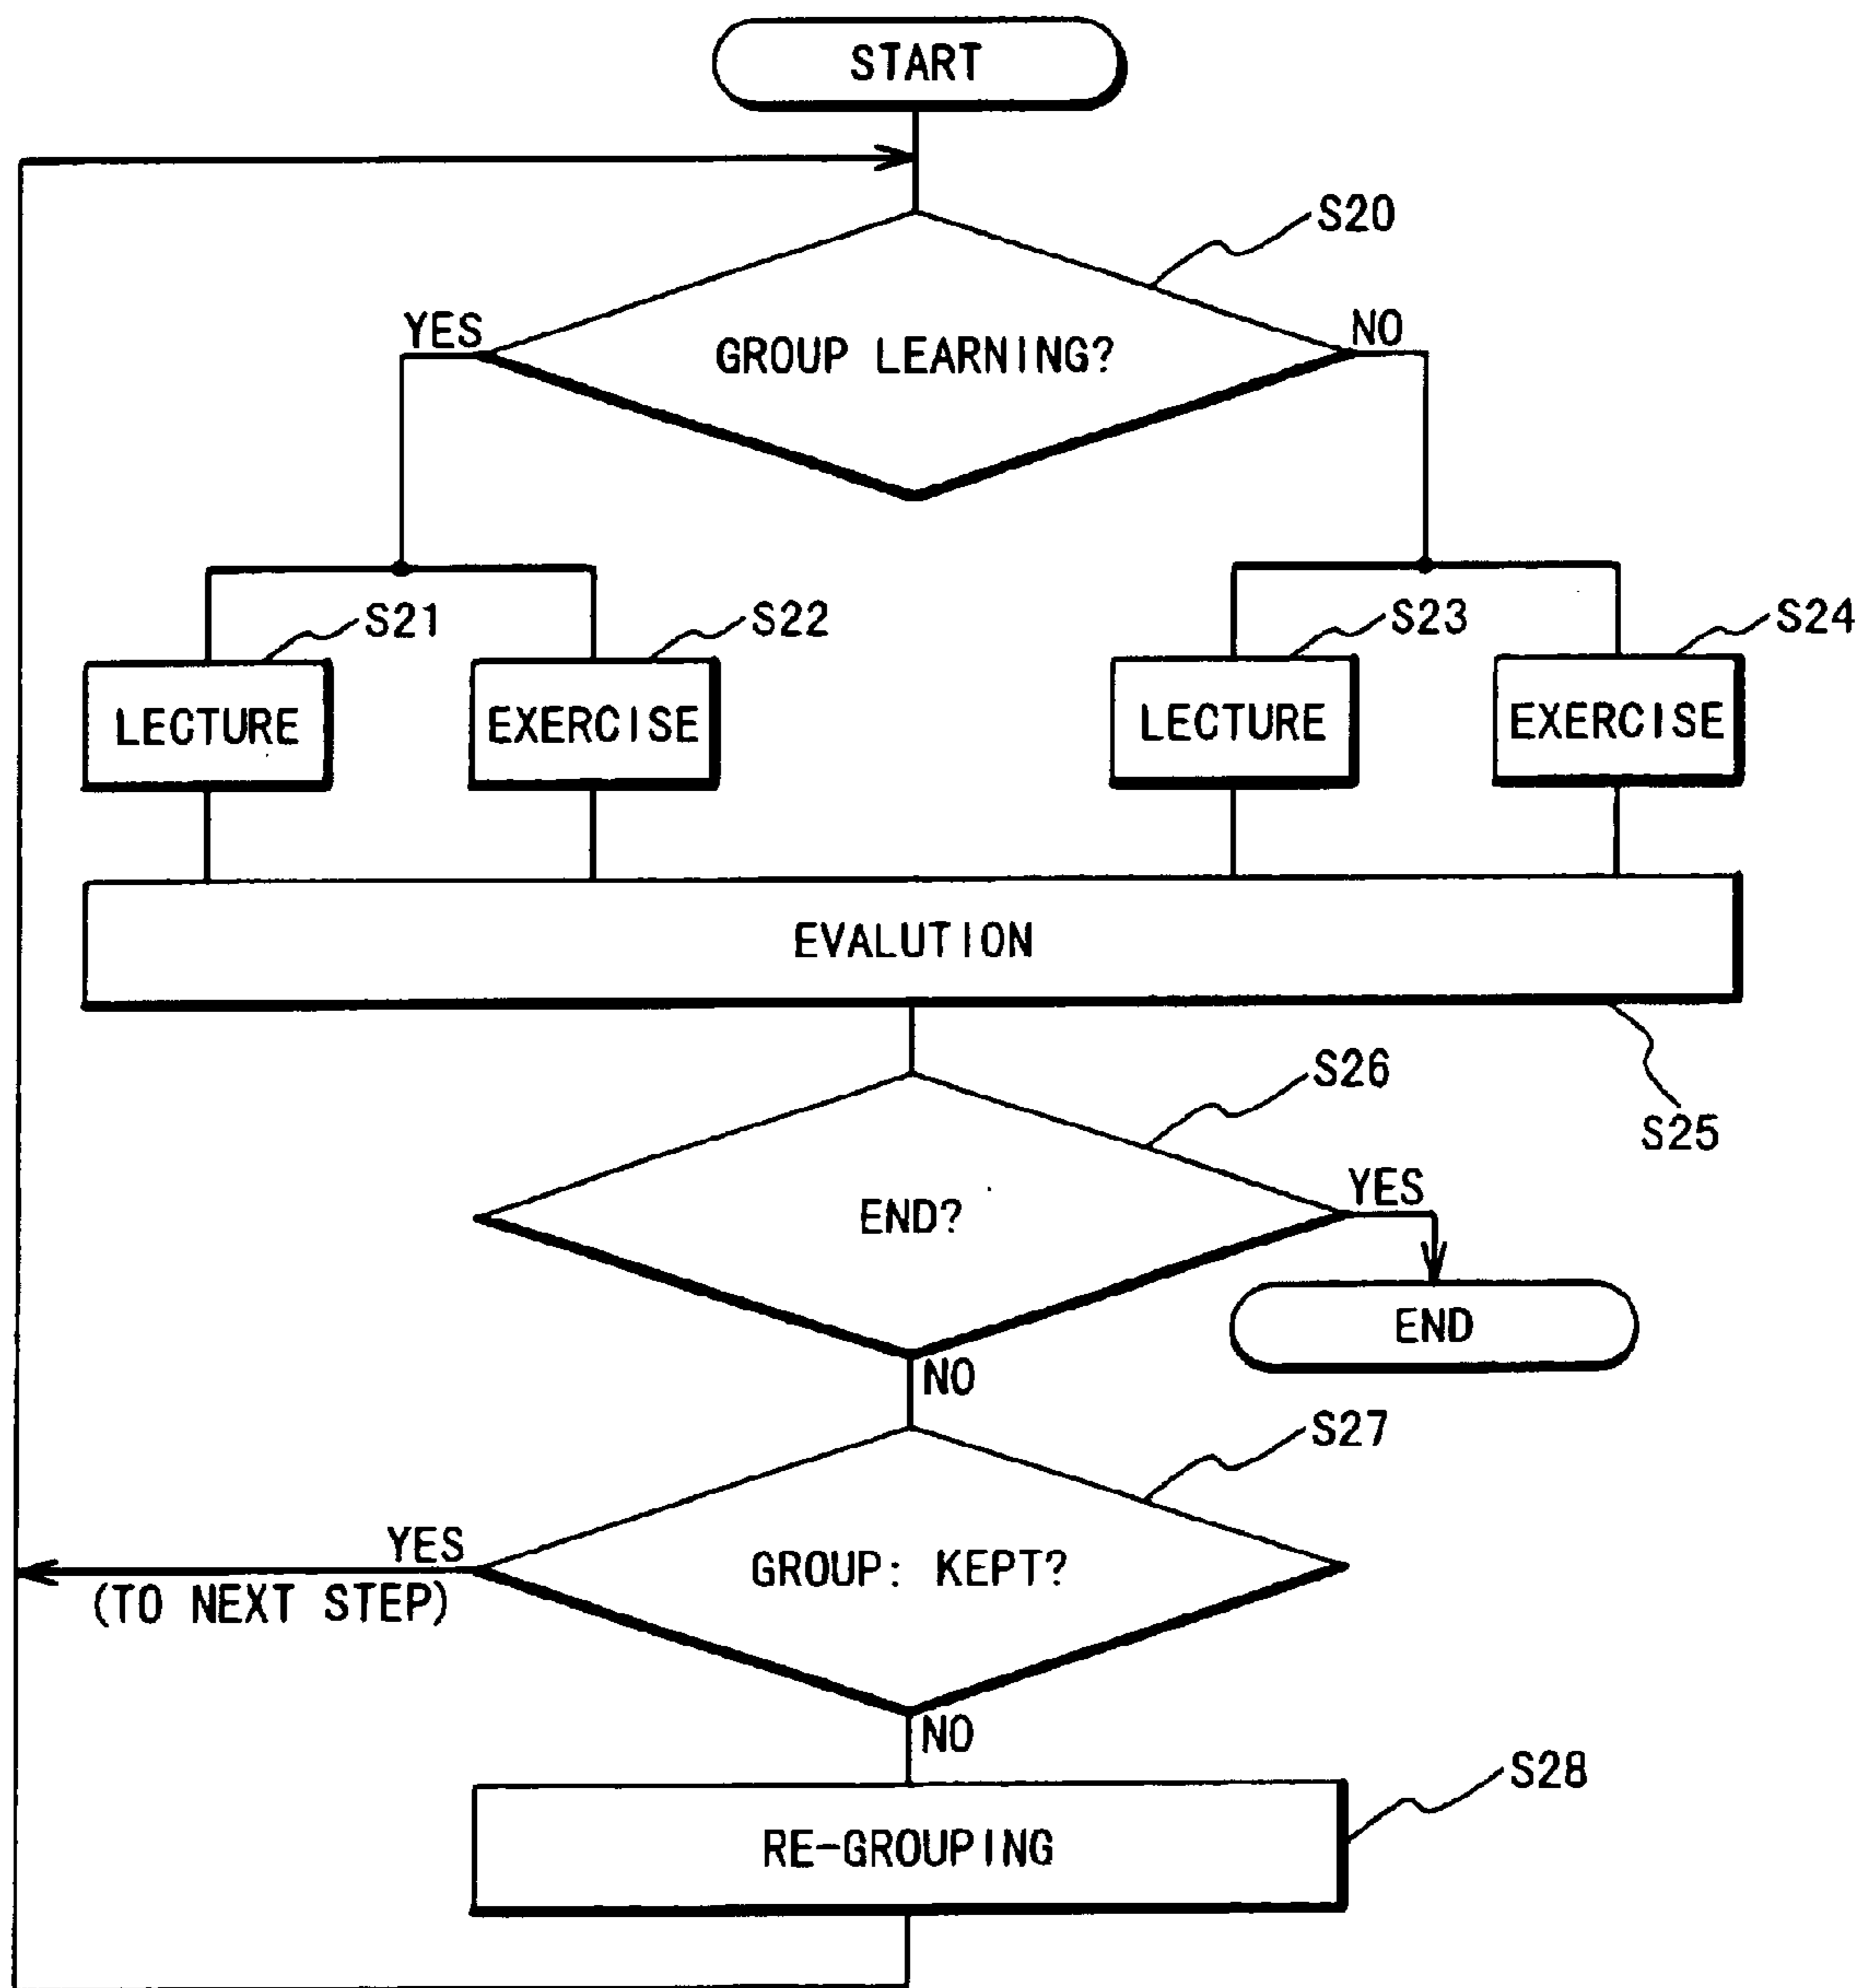 START
S20
YES
NO
GROUP LEARNING?
S21
S22
S23
S24
LECTURE
EXERCISE
LECTURE
EXERCISE
EVALUTION
S25
S26
END?
YES
END
NO
S27
GROUP: KEPT?
YES
(TO NEXT STEP)
NO
S28
RE-GROUPING